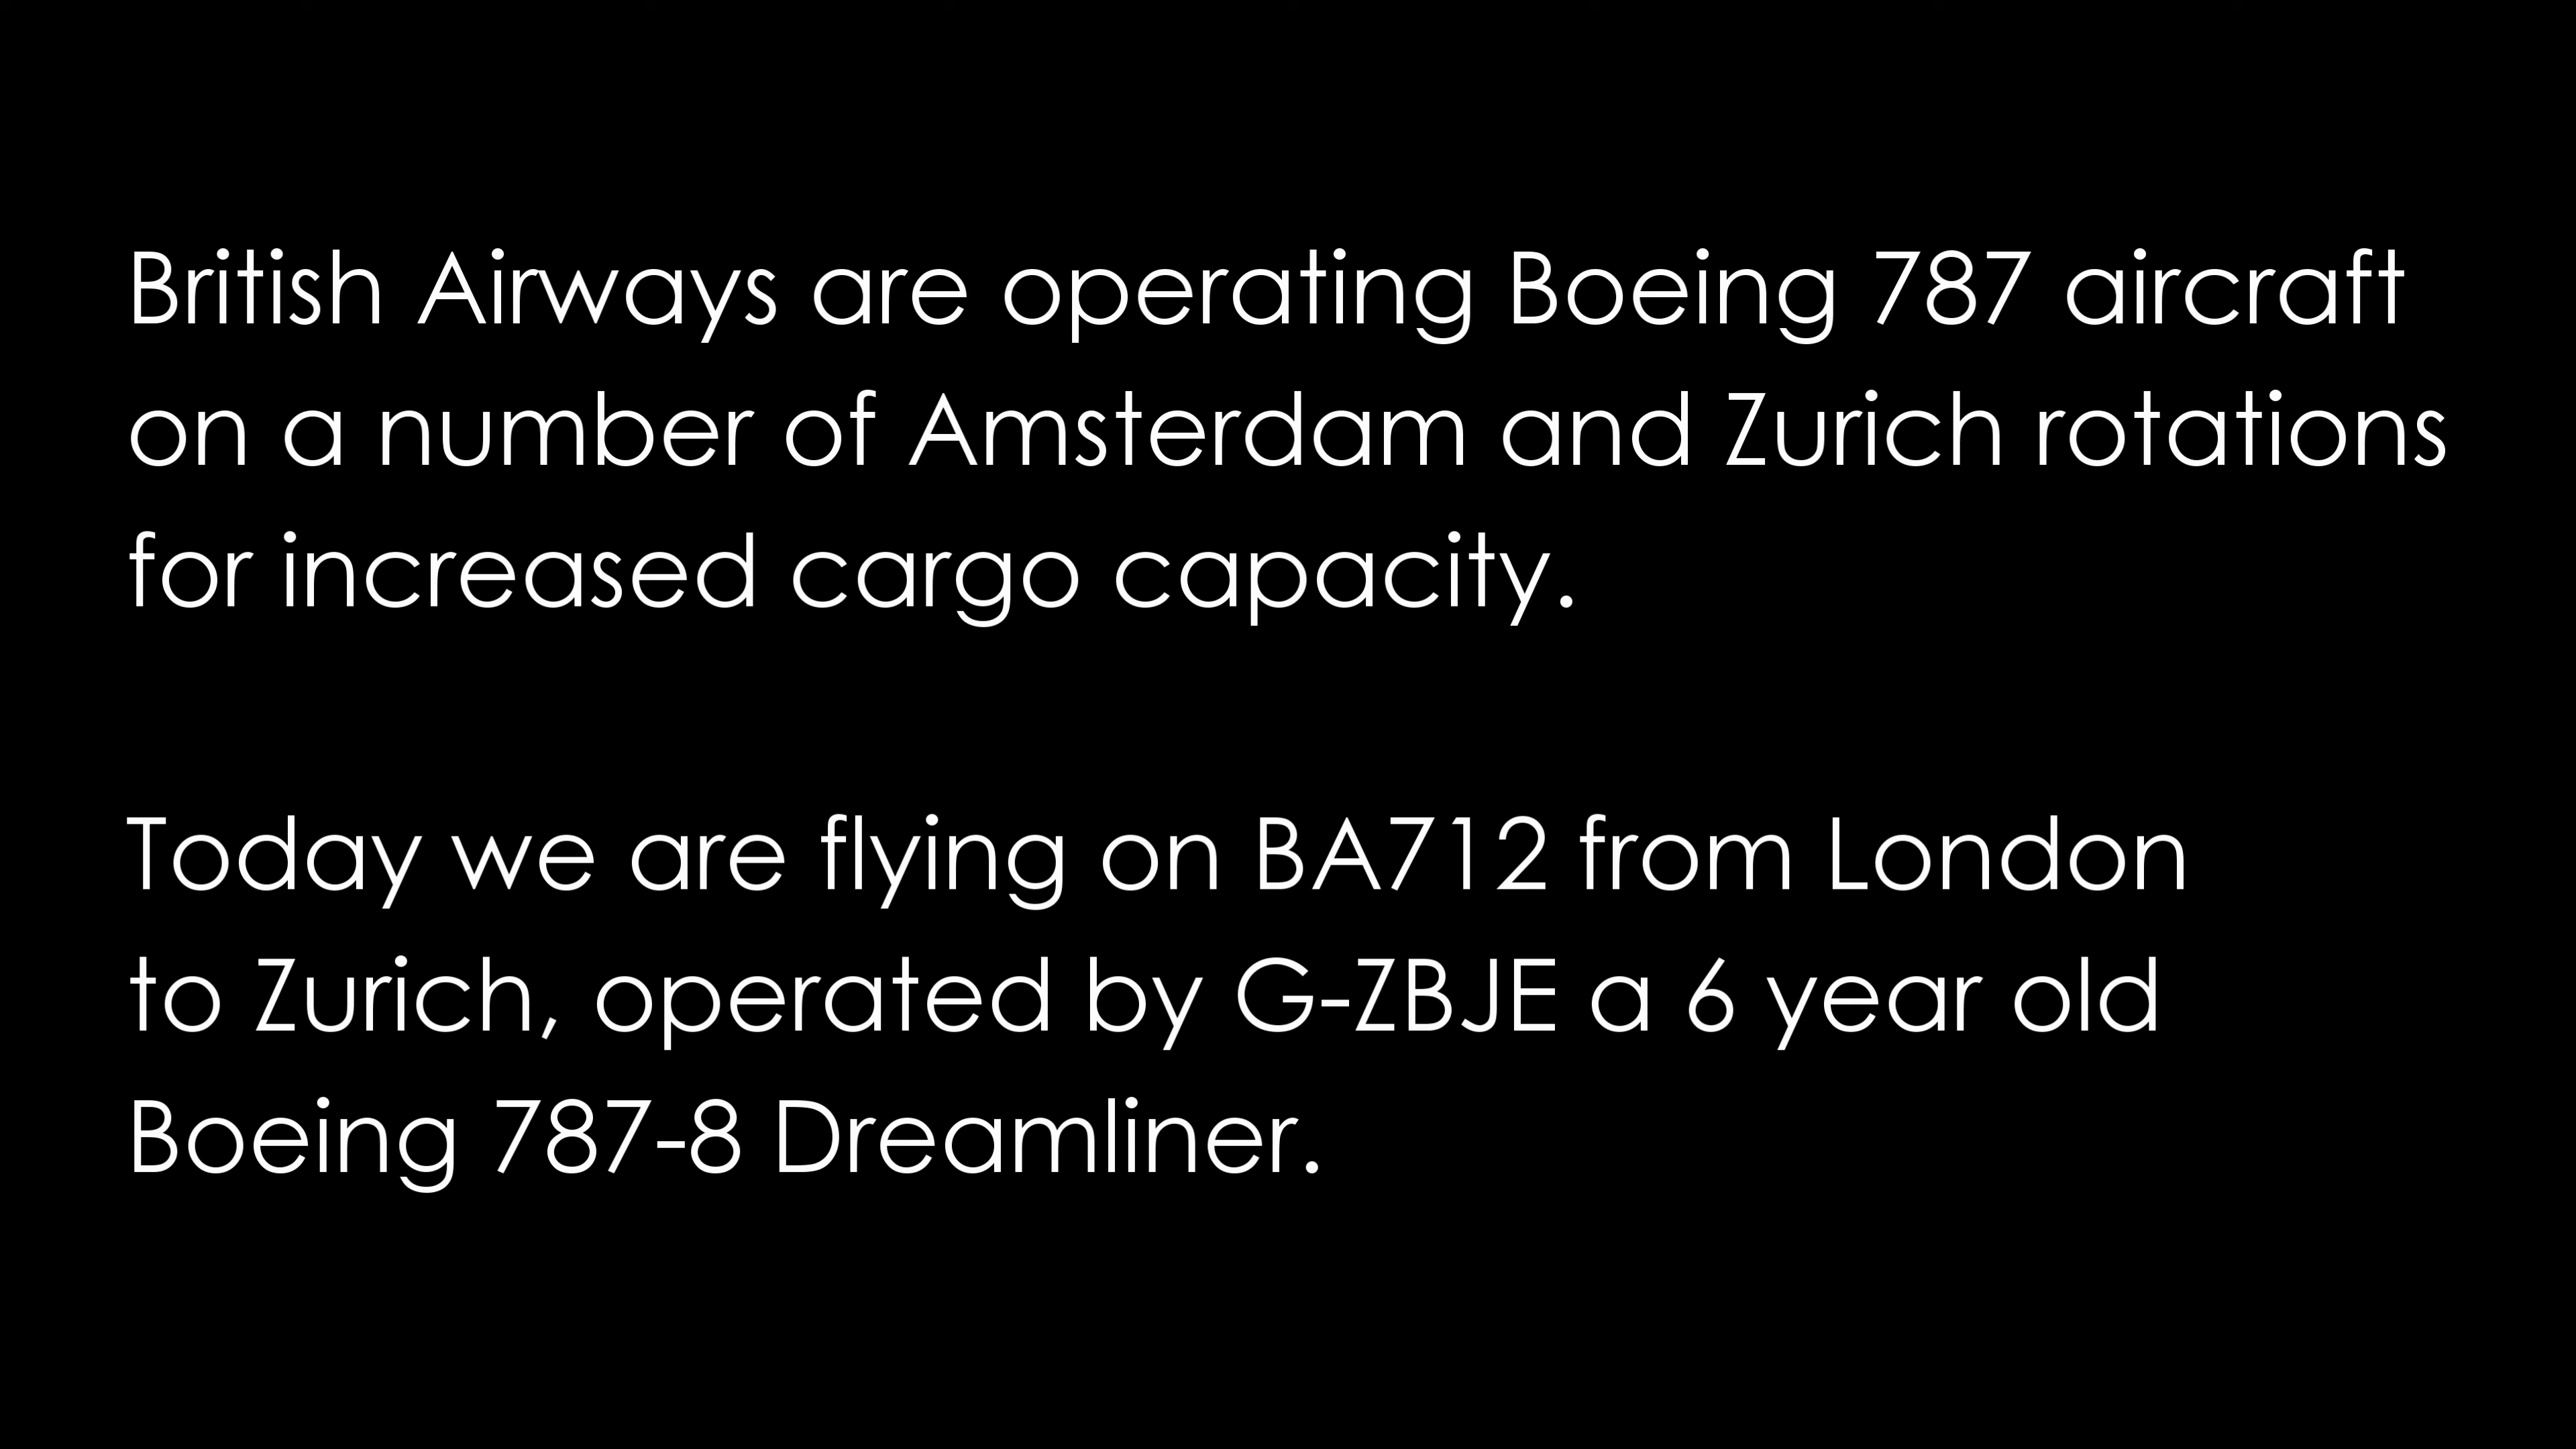 British Airways are operating Boeing 787 aircraft
on a number of Amsterdam and Zurich rotations
for increased cargo capacity.
Today we are flying on BA712 from London
to Zurich, operated by G-ZBJE a 6 year old
Boeing 787-8 Dreamliner.